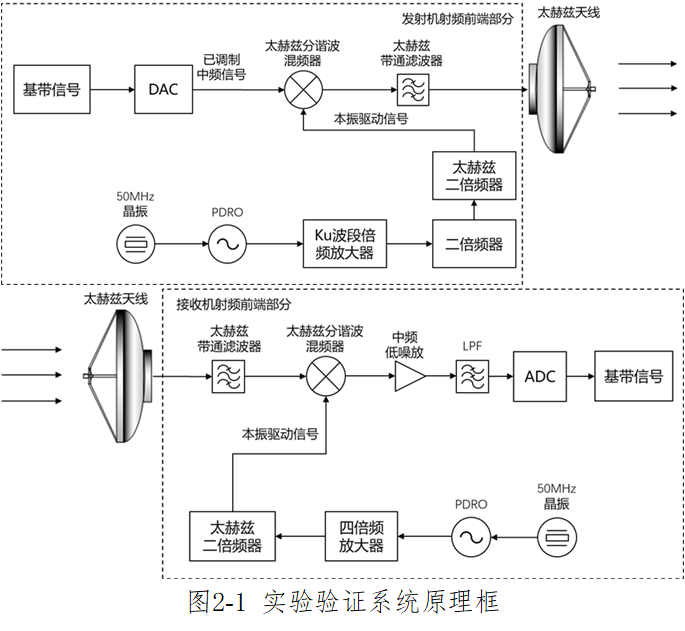 发射机射频前端部分
太赫兹天线
太赫兹分谐波
混频器
太赫兹
带通滤波器
已调制
中频信号
基带信号
DAC
本振驱动信号
太赫兹
二倍频器
50MHz
晶振
PDRO
Ku波段倍
频放大器
二倍频器
太赫兹天线
接收机射频前端部分
太赫兹
带通滤波器
太赫兹分谐波
混频器
中频
低噪放
LPF
ADC
基带信号
本振驱动信号
太赫兹
二倍频器
四倍频
放大器
PDRO
50MHz
晶振
图2-1 实验验证系统原理框